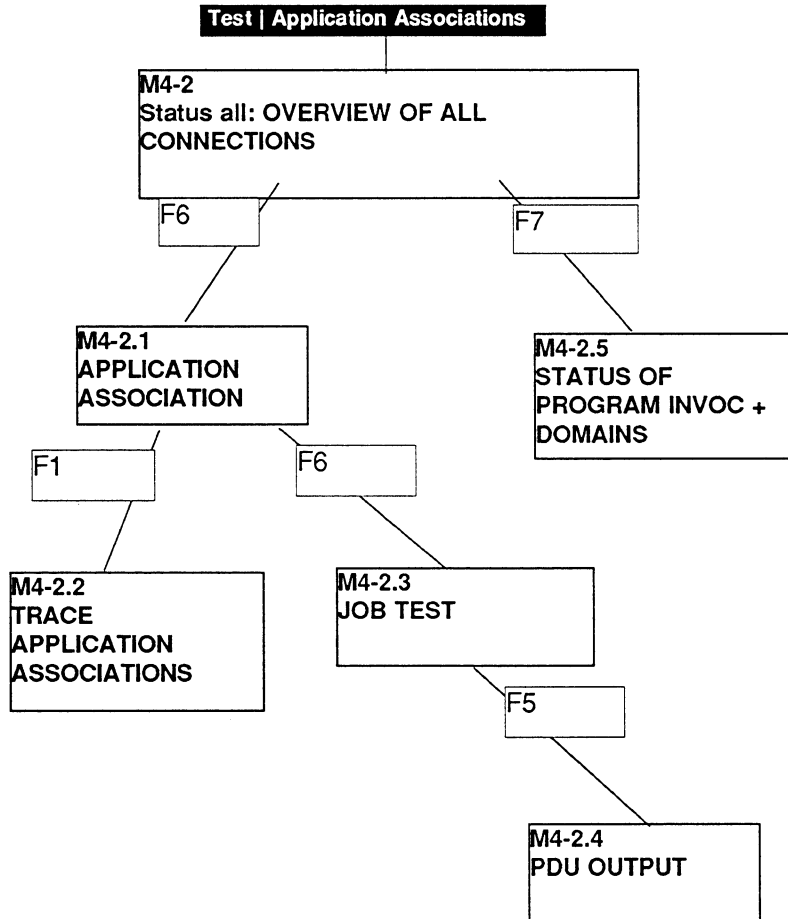 Test | Application Associations
M4-2
Status all: OVERVIEW OF ALL
CONNECTIONS
F6
F7
M4-2.1
APPLICATION
ASSOCIATION
M4-2.5
STATUS OF
PROGRAM INVOC +
DOMAINS
F1
F6
M4-2.2
TRACE
APPLICATION
ASSOCIATIONS
M4-2.3
JOB TEST
F5
M4-2.4
PDU OUTPUT